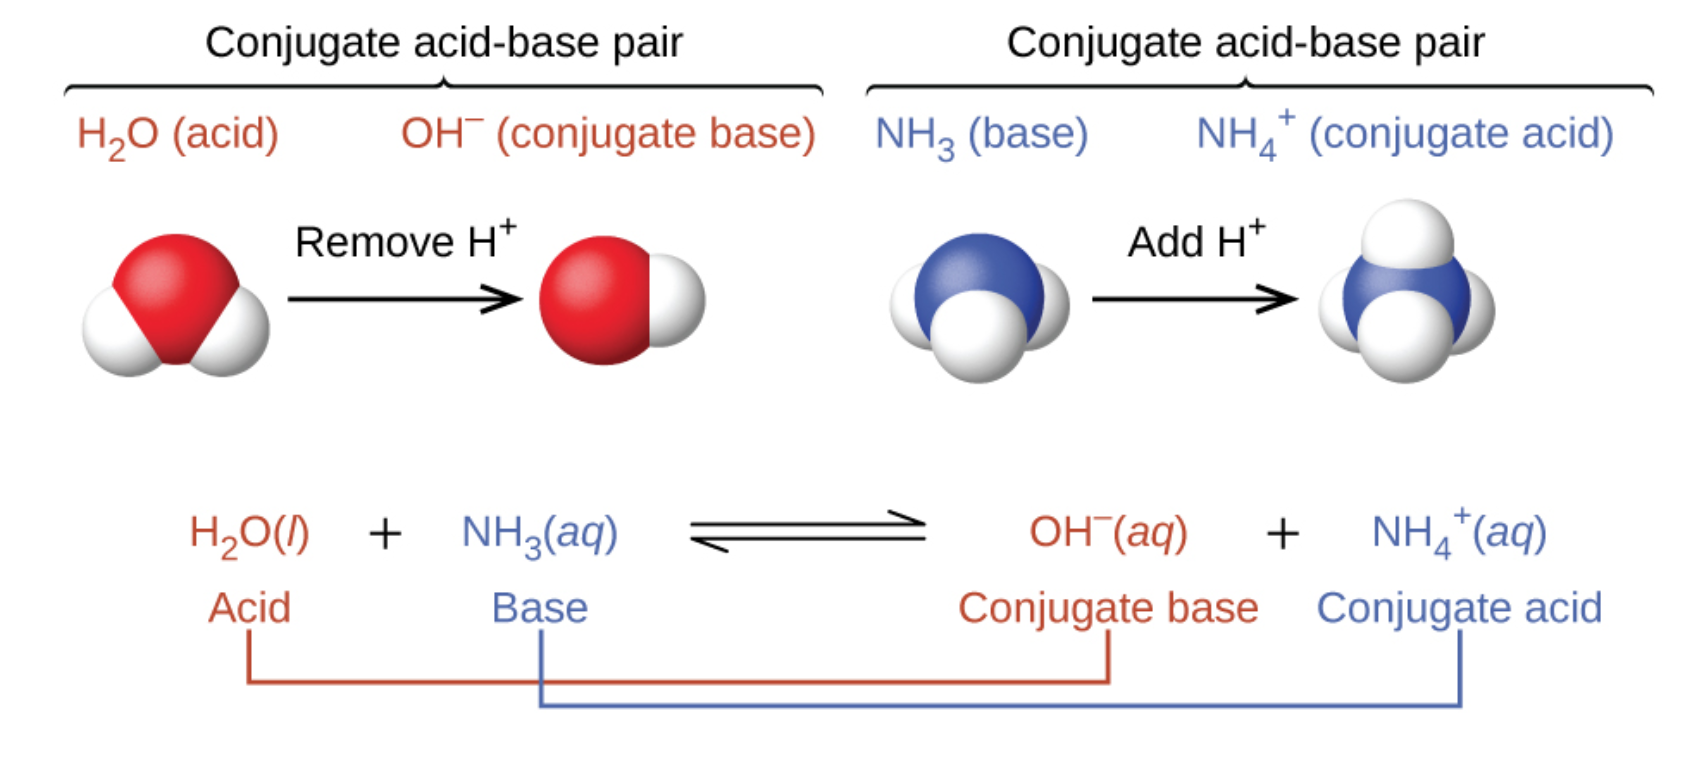 Conjugate acid-base pair Conjugate acid-base pair
H₂O (acid) OH⁻ (conjugate base) NH₃ (base) NH₄⁺ (conjugate acid)
Remove H⁺ Add H⁺
H₂O(l) + NH₃(aq) ⇌ OH⁻(aq) + NH₄⁺(aq)
Acid Base Conjugate base Conjugate acid